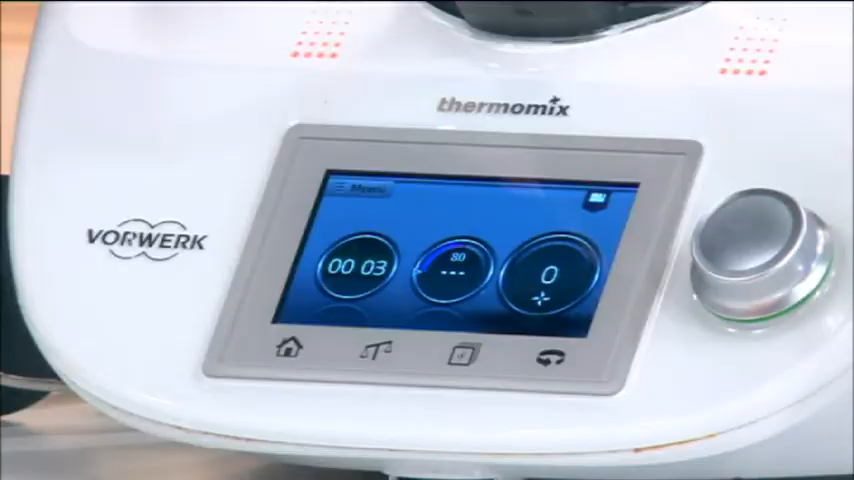 thermomix
Menu
VORWERK
00 03
80
---
0